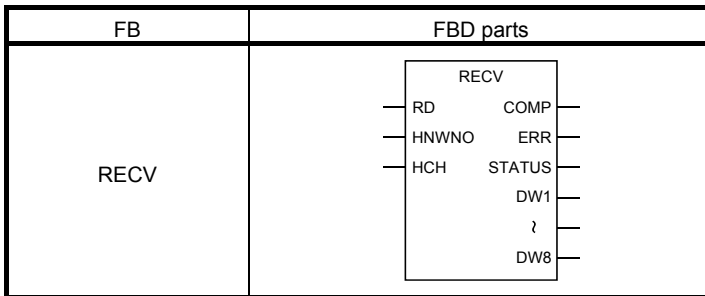 FB FBD parts
RECV
RECV
RD COMP
HNWNO ERR
HCH STATUS
DW1
~
DW8